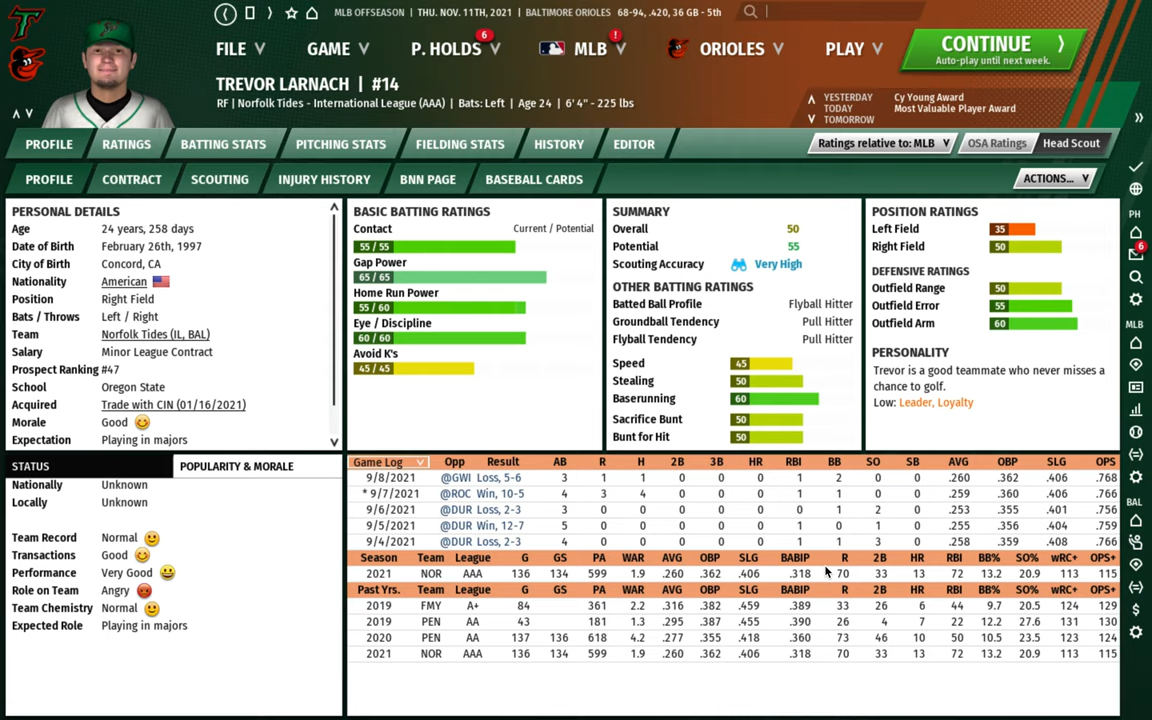 MLB OFFSEASON | THU. NOV. 11TH, 2021 | BALTIMORE ORIOLES 68-94, .420, 36 GB - 5th
FILE GAME P. HOLDS 6 MLB ! ORIOLES PLAY
CONTINUE
Auto-play until next week.
TREVOR LARNACH | #14
RF | Norfolk Tides - International League (AAA) | Bats: Left | Age 24 | 6' 4" - 225 lbs
YESTERDAY Cy Young Award
TODAY Most Valuable Player Award
TOMORROW
PROFILE RATINGS BATTING STATS PITCHING STATS FIELDING STATS HISTORY EDITOR
Ratings relative to: MLB OSA Ratings Head Scout
PROFILE CONTRACT SCOUTING INJURY HISTORY BNN PAGE BASEBALL CARDS
ACTIONS...
PERSONAL DETAILS
Age 24 years, 258 days
Date of Birth February 26th, 1997
City of Birth Concord, CA
Nationality American
Position Right Field
Bats / Throws Left / Right
Team Norfolk Tides (IL, BAL)
Salary Minor League Contract
Prospect Ranking #47
School Oregon State
Acquired Trade with CIN (01/16/2021)
Morale Good
Expectation Playing in majors
BASIC BATTING RATINGS
Contact Current / Potential
55 / 55
Gap Power
65 / 65
Home Run Power
55 / 60
Eye / Discipline
60 / 60
Avoid K's
45 / 45
SUMMARY
Overall 50
Potential 55
Scouting Accuracy Very High
OTHER BATTING RATINGS
Batted Ball Profile Flyball Hitter
Groundball Tendency Pull Hitter
Flyball Tendency Pull Hitter
Speed 45
Stealing 50
Baserunning 60
Sacrifice Bunt 50
Bunt for Hit 50
POSITION RATINGS
Left Field 35
Right Field 50
DEFENSIVE RATINGS
Outfield Range 50
Outfield Error 55
Outfield Arm 60
PERSONALITY
Trevor is a good teammate who never misses a
chance to golf.
Low: Leader, Loyalty
STATUS POPULARITY & MORALE
Nationally Unknown
Locally Unknown
Team Record Normal
Transactions Good
Performance Very Good
Role on Team Angry
Team Chemistry Normal
Expected Role Playing in majors
Game Log Opp Result AB R H 2B 3B HR RBI BB SO SB AVG OBP SLG OPS
9/8/2021 @GWI Loss, 5-6 3 1 1 0 0 0 1 2 0 0 .260 .362 .406 .768
* 9/7/2021 @ROC Win, 10-5 4 3 4 0 0 0 1 1 0 0 .259 .360 .406 .766
9/6/2021 @DUR Loss, 2-3 3 0 0 0 0 0 0 1 2 0 .253 .355 .401 .756
9/5/2021 @DUR Win, 12-7 5 0 0 0 0 0 1 0 1 0 .255 .356 .404 .759
9/4/2021 @DUR Loss, 2-3 4 0 0 0 0 0 1 1 3 0 .258 .359 .408 .766
Season Team League G GS PA WAR AVG OBP SLG BABIP R 2B HR RBI BB% SO% wRC+ OPS+
2021 NOR AAA 136 134 599 1.9 .260 .362 .406 .318 70 33 13 72 13.2 20.9 113 115
Past Yrs. Team League G GS PA WAR AVG OBP SLG BABIP R 2B HR RBI BB% SO% wRC+ OPS+
2019 FMY A+ 84 361 2.2 .316 .382 .459 .389 33 26 6 44 9.7 20.5 124 129
2019 PEN AA 43 181 1.3 .295 .387 .455 .390 26 4 7 22 12.2 27.6 131 130
2020 PEN AA 137 136 618 4.2 .277 .355 .418 .360 73 46 10 50 10.5 23.5 123 124
2021 NOR AAA 136 134 599 1.9 .260 .362 .406 .318 70 33 13 72 13.2 20.9 113 115
PH
6
MLB
BAL